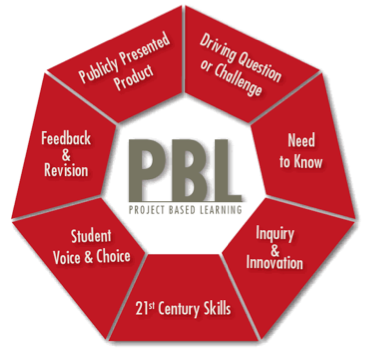 Driving Question
or Challenge
Need
to Know
Inquiry
&
Innovation
21st Century Skills
Student
Voice & Choice
Feedback
&
Revision
Publicly Presented
Product
PBL
PROJECT BASED LEARNING